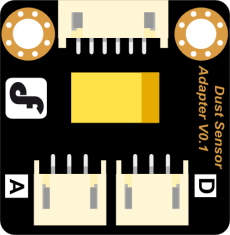 Dust Sensor
Adapter V0.1
A
D